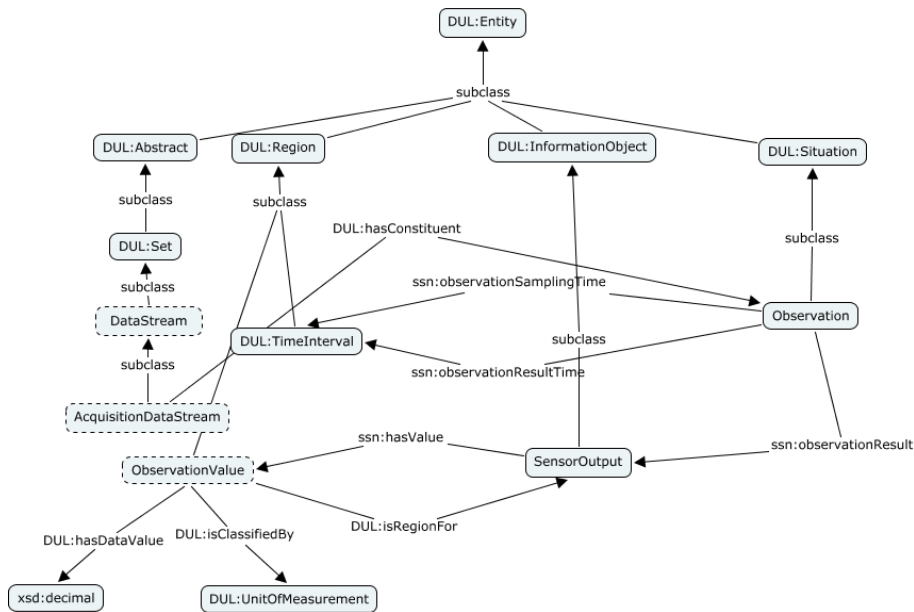 DUL:Entity
subclass
DUL:Abstract
DUL:Region
DUL:InformationObject
DUL:Situation
subclass
subclass
DUL:hasConstituent
subclass
DUL:Set
ssn:observationSamplingTime
subclass
DataStream
Observation
DUL:TimeInterval
subclass
subclass
ssn:observationResultTime
AcquisitionDataStream
ssn:hasValue
ssn:observationResult
ObservationValue
SensorOutput
DUL:hasDataValue
DUL:isClassifiedBy
DUL:isRegionFor
xsd:decimal
DUL:UnitOfMeasurement